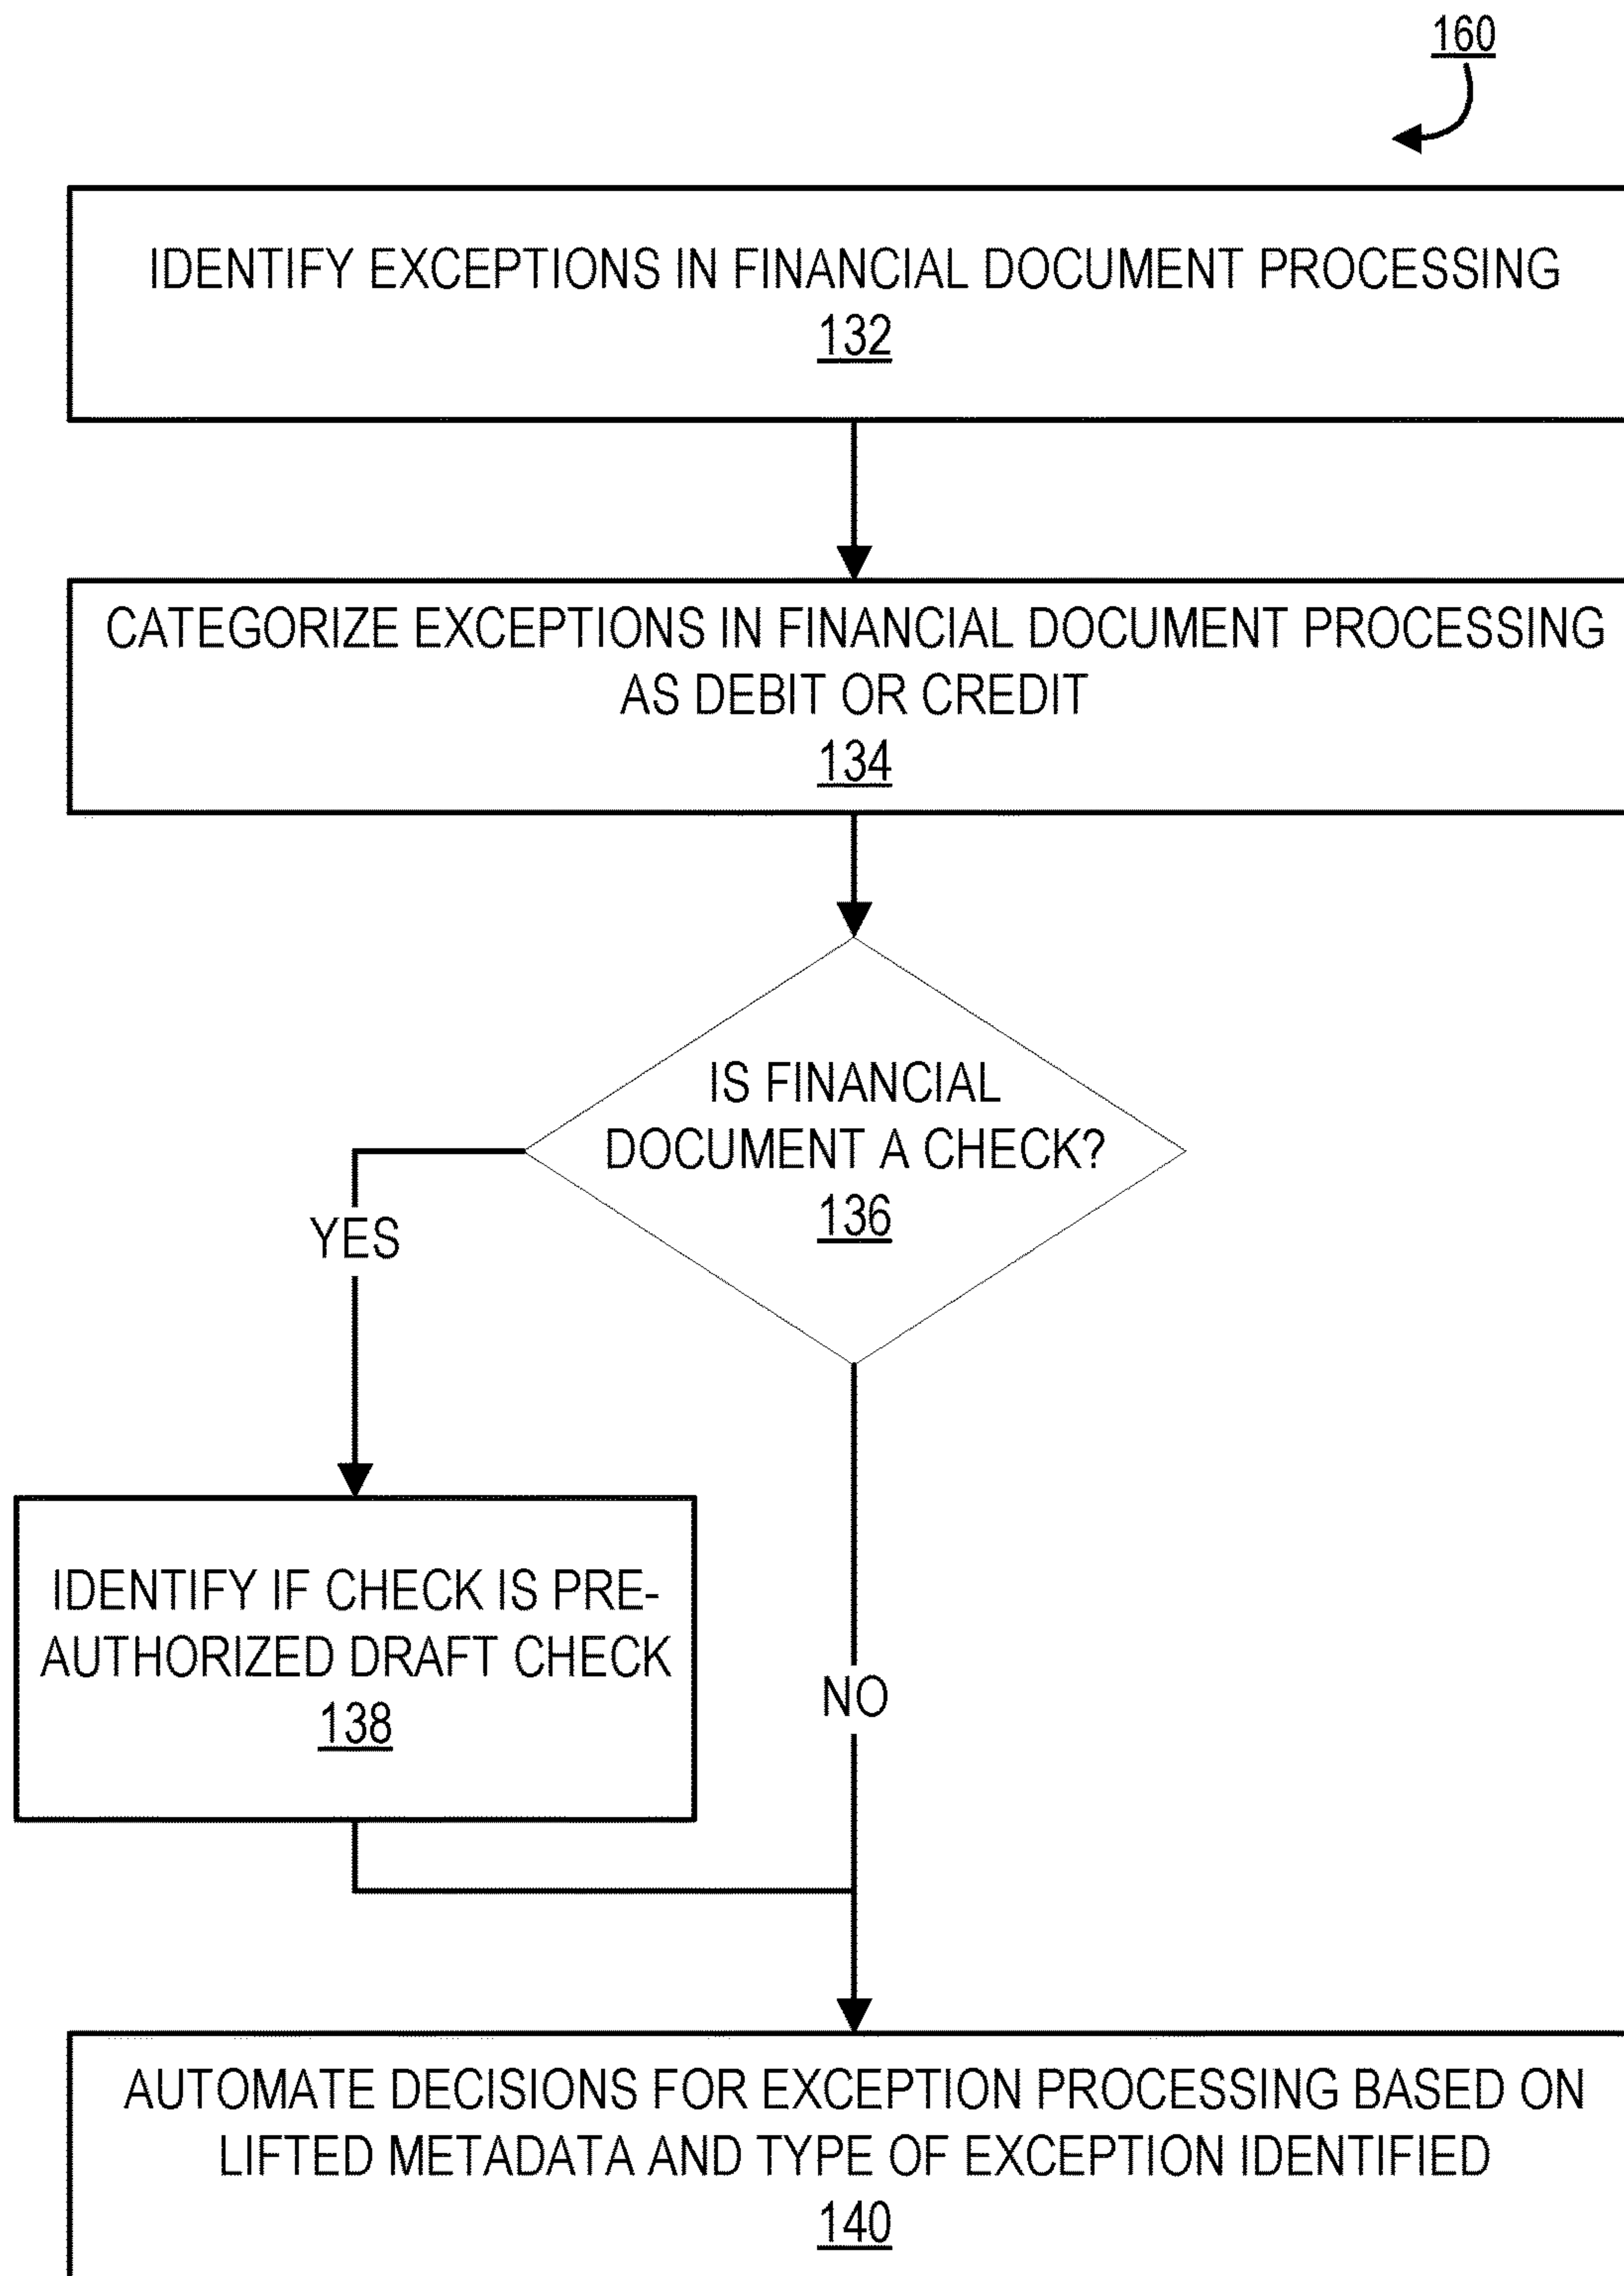 160
IDENTIFY EXCEPTIONS IN FINANCIAL DOCUMENT PROCESSING
132
CATEGORIZE EXCEPTIONS IN FINANCIAL DOCUMENT PROCESSING
AS DEBIT OR CREDIT
134
IS FINANCIAL
DOCUMENT A CHECK?
136
YES
IDENTIFY IF CHECK IS PRE-
AUTHORIZED DRAFT CHECK
138
NO
AUTOMATE DECISIONS FOR EXCEPTION PROCESSING BASED ON
LIFTED METADATA AND TYPE OF EXCEPTION IDENTIFIED
140